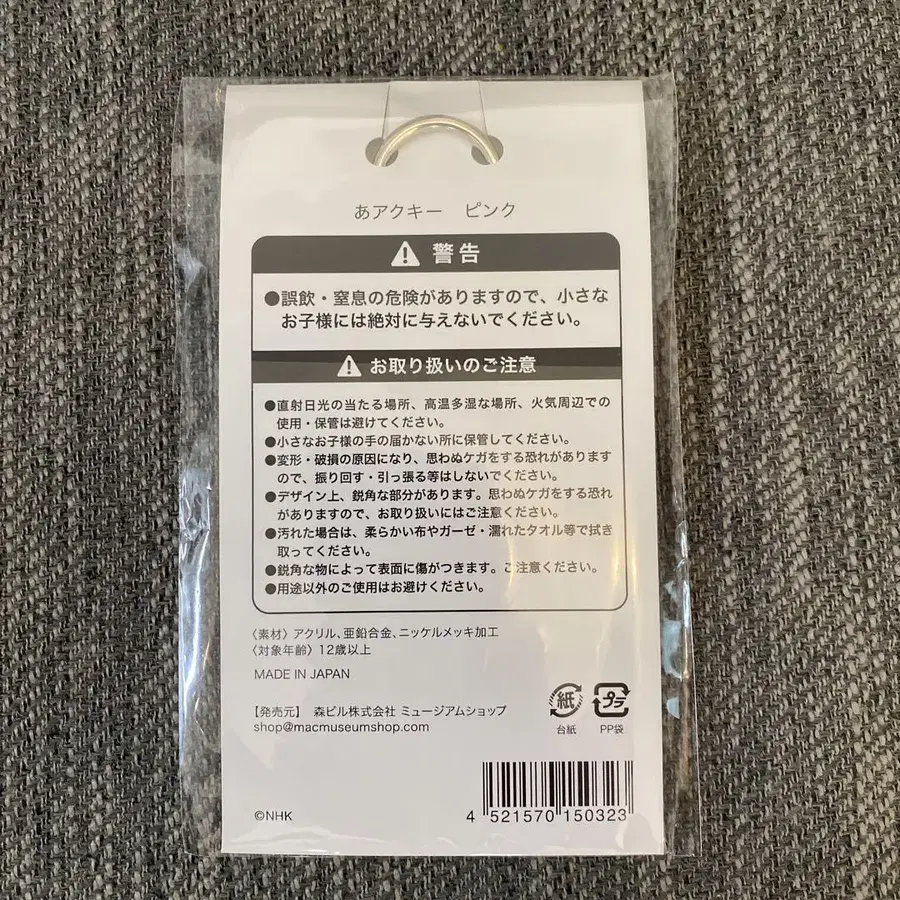 あアクキー　ピンク
警告
●誤飲・窒息の危険がありますので、小さな
お子様には絶対に与えないでください。
お取り扱いのご注意
●直射日光の当たる場所、高温多湿な場所、火気周辺での
使用・保管は避けてください。
●小さなお子様の手の届かない所に保管してください。
●変形・破損の原因になり、思わぬケガをする恐れがあります
ので、振り回す・引っ張る等はしないでください。
●デザイン上、鋭角な部分があります。思わぬケガをする恐れ
がありますので、お取り扱いにはご注意ください。
●汚れた場合は、柔らかい布やガーゼ・濡れたタオル等で拭き
取ってください。
●鋭角な物によって表面に傷がつきます。ご注意ください。
●用途以外のご使用はお避けください。
〈素材〉アクリル、亜鉛合金、ニッケルメッキ加工
〈対象年齢〉12歳以上
MADE IN JAPAN
【発売元】 森ビル株式会社 ミュージアムショップ
shop@macmuseumshop.com
紙
台紙
プラ
PP袋
©NHK
4 521570 150323